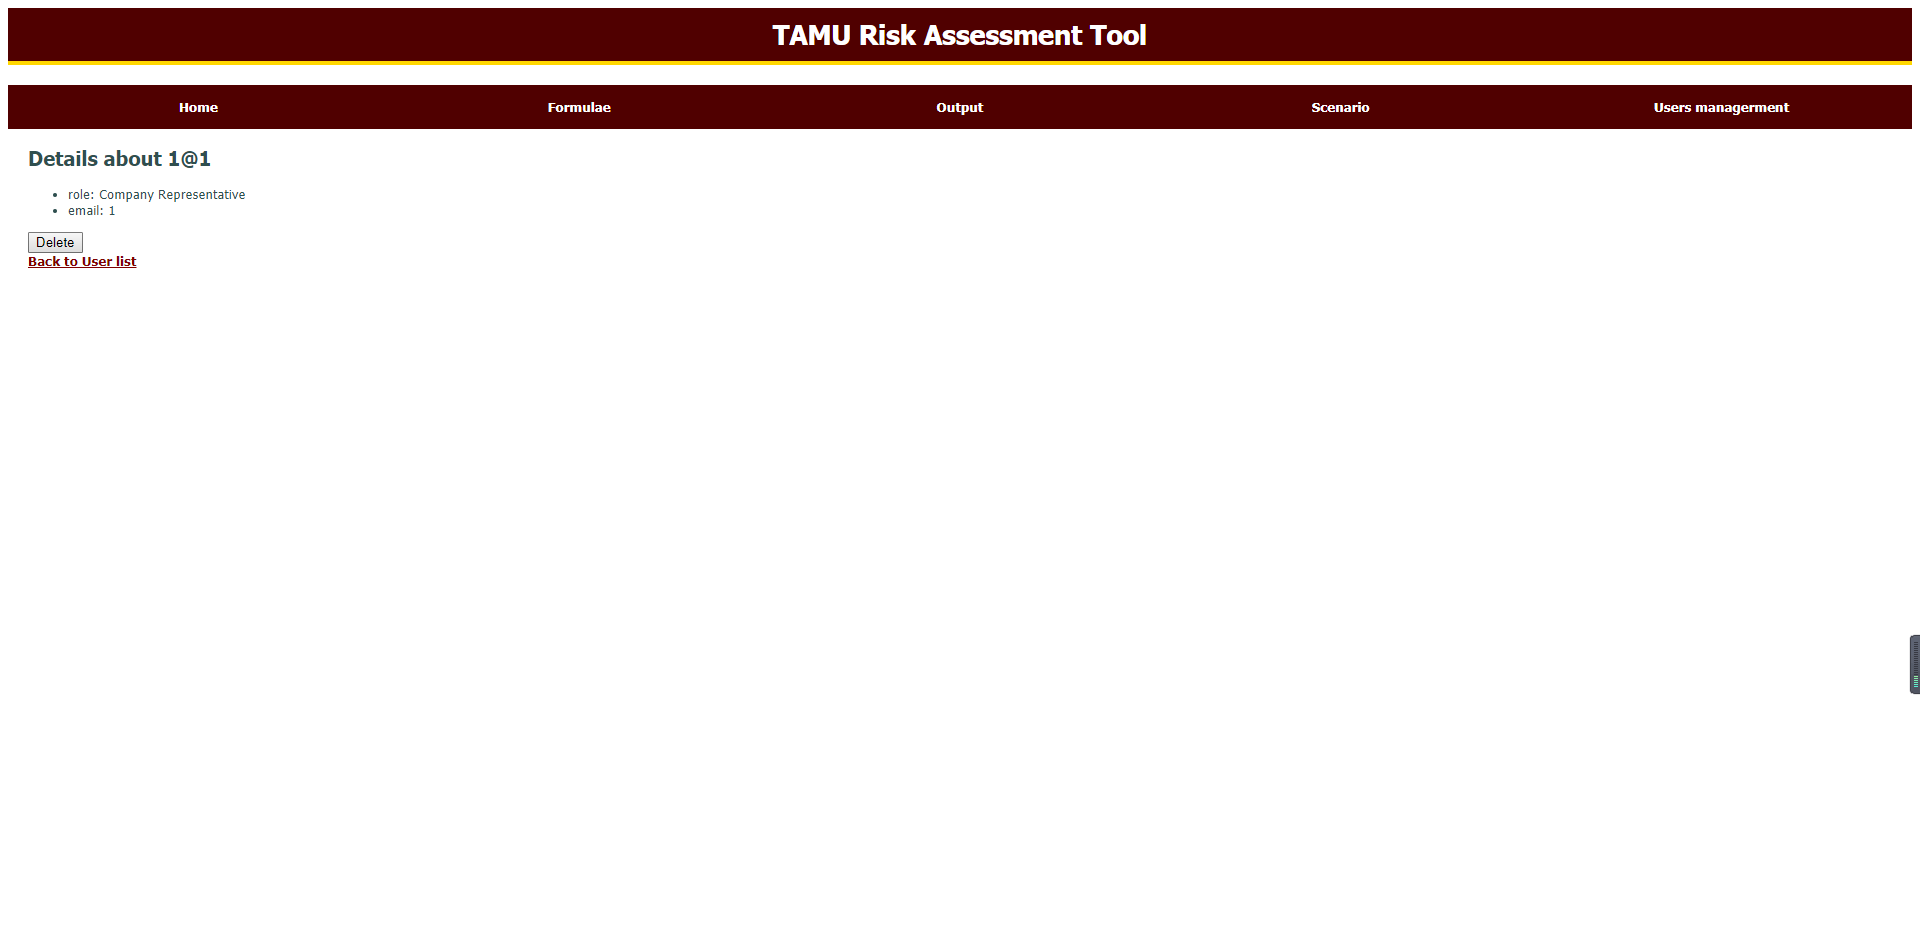 TAMU Risk Assessment Tool
Home Formulae Output Scenario Users managerment
Details about 1@1
role: Company Representative
email: 1
Delete
Back to User list